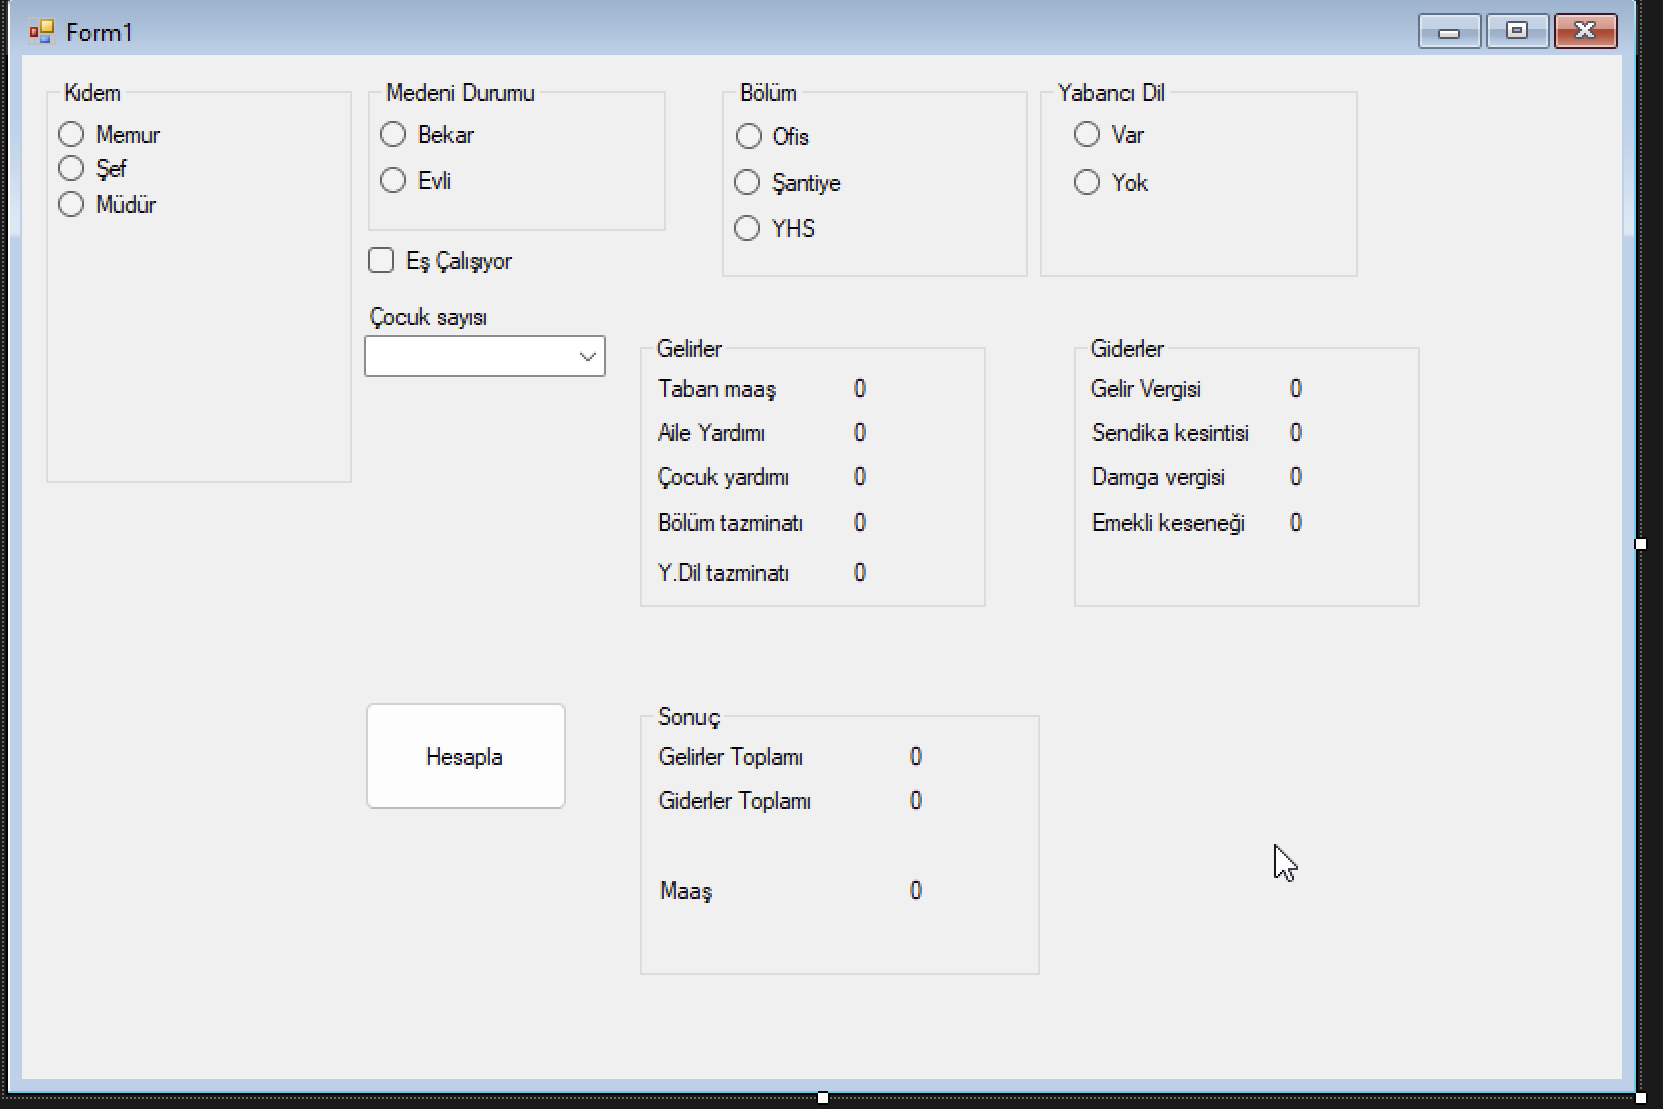 Form1
Kıdem
Memur
Şef
Müdür
Medeni Durumu
Bekar
Evli
Eş Çalışıyor
Çocuk sayısı
Bölüm
Ofis
Şantiye
YHS
Yabancı Dil
Var
Yok
Gelirler
Taban maaş 0
Aile Yardımı 0
Çocuk yardımı 0
Bölüm tazminatı 0
Y.Dil tazminatı 0
Giderler
Gelir Vergisi 0
Sendika kesintisi 0
Damga vergisi 0
Emekli keseneği 0
Hesapla
Sonuç
Gelirler Toplamı 0
Giderler Toplamı 0
Maaş 0